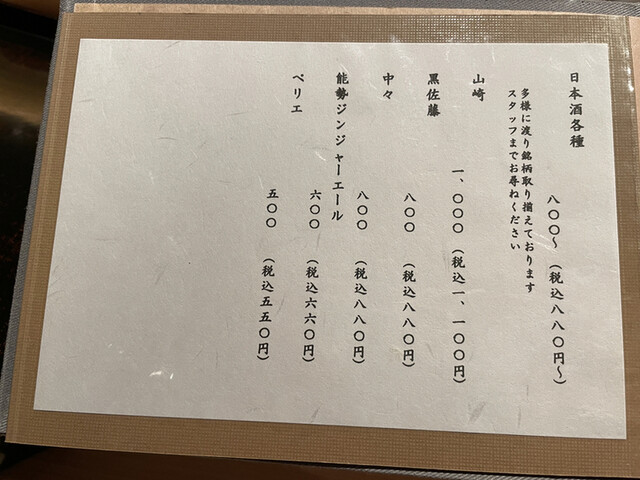 日本酒各種
八〇〇〜 （税込八八〇円〜）
多様に渡り銘柄取り揃えております
スタッフまでお尋ねください
山崎
一、〇〇〇 （税込一、一〇〇円）
黒佐藤
八〇〇 （税込八八〇円）
中々
八〇〇 （税込八八〇円）
能勢ジンジャーエール
六〇〇 （税込六六〇円）
ペリエ
五〇〇 （税込五五〇円）